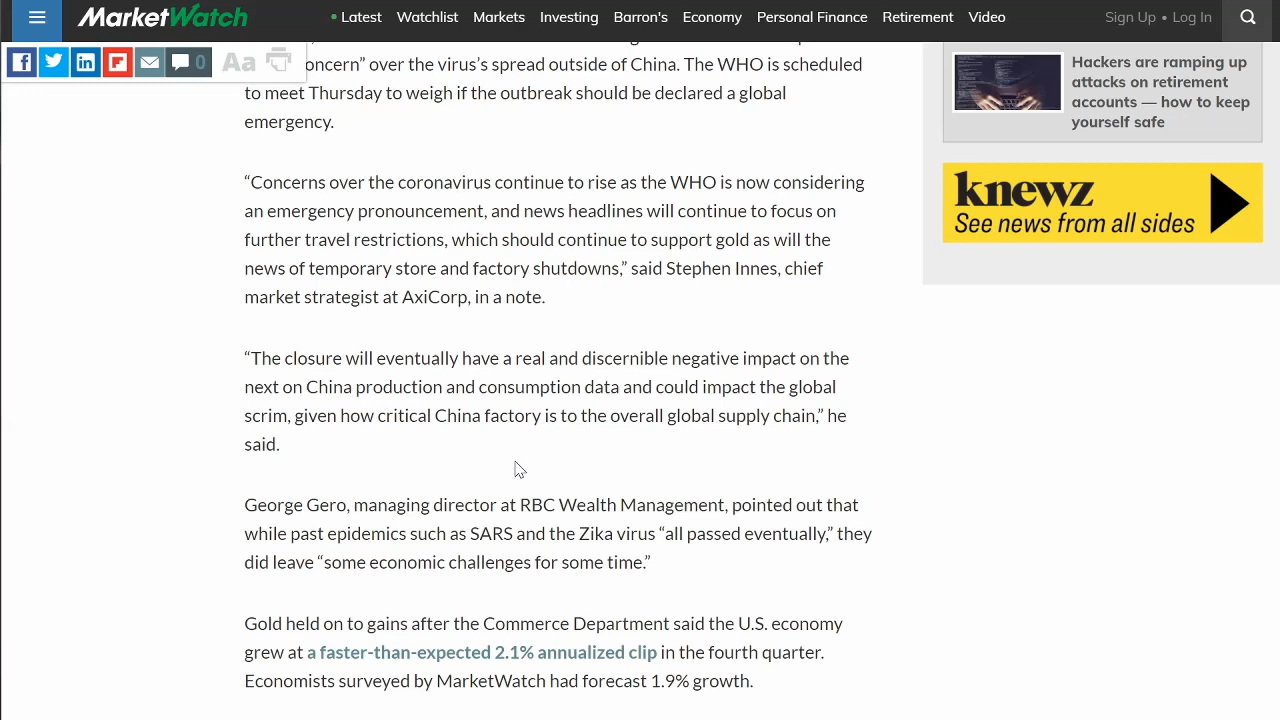 MarketWatch
Latest Watchlist Markets Investing Barron's Economy Personal Finance Retirement Video Sign Up • Log In
0 Aa
oncern” over the virus’s spread outside of China. The WHO is scheduled
to meet Thursday to weigh if the outbreak should be declared a global
emergency.
“Concerns over the coronavirus continue to rise as the WHO is now considering
an emergency pronouncement, and news headlines will continue to focus on
further travel restrictions, which should continue to support gold as will the
news of temporary store and factory shutdowns,” said Stephen Innes, chief
market strategist at AxiCorp, in a note.
“The closure will eventually have a real and discernible negative impact on the
next on China production and consumption data and could impact the global
scrim, given how critical China factory is to the overall global supply chain,” he
said.
George Gero, managing director at RBC Wealth Management, pointed out that
while past epidemics such as SARS and the Zika virus “all passed eventually,” they
did leave “some economic challenges for some time.”
Gold held on to gains after the Commerce Department said the U.S. economy
grew at a faster-than-expected 2.1% annualized clip in the fourth quarter.
Economists surveyed by MarketWatch had forecast 1.9% growth.
Hackers are ramping up
attacks on retirement
accounts — how to keep
yourself safe
knewz
See news from all sides